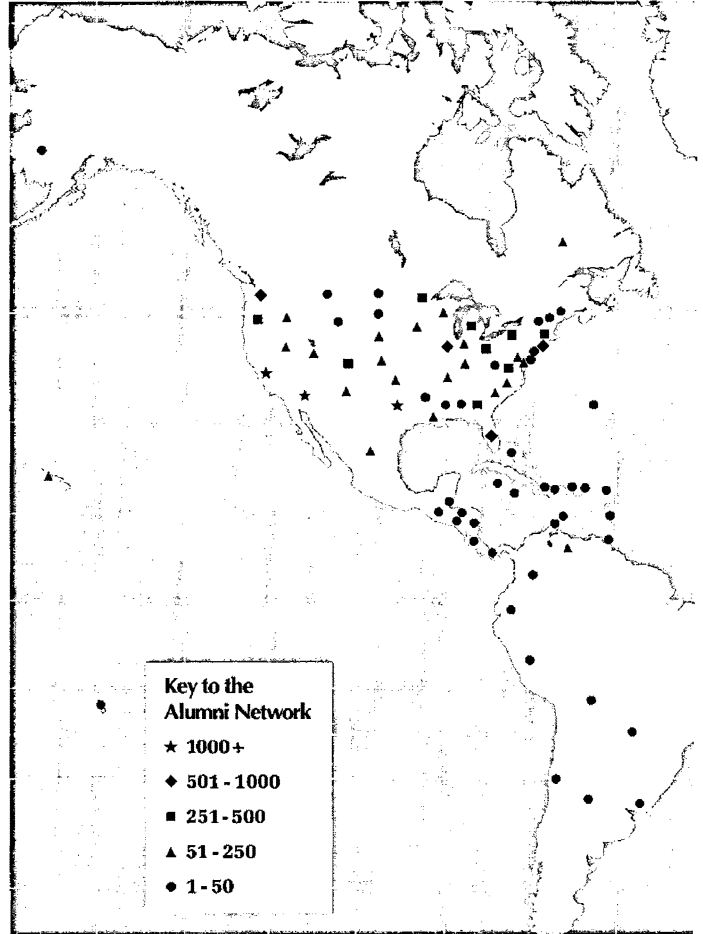 Key to the
Alumni Network
★ 1000+
◆ 501-1000
■ 251-500
▲ 51-250
● 1-50